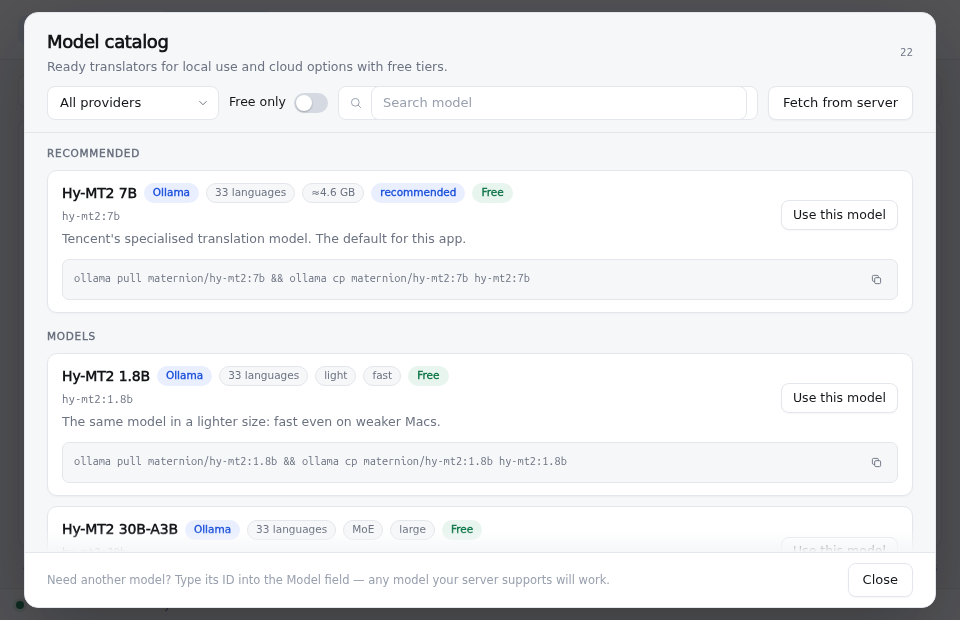 Model catalog
22
Ready translators for local use and cloud options with free tiers.
All providers Free only Search model Fetch from server
RECOMMENDED
Hy-MT2 7B Ollama 33 languages ≈4.6 GB recommended Free
Use this model
hy-mt2:7b
Tencent's specialised translation model. The default for this app.
ollama pull maternion/hy-mt2:7b && ollama cp maternion/hy-mt2:7b hy-mt2:7b
MODELS
Hy-MT2 1.8B Ollama 33 languages light fast Free
Use this model
hy-mt2:1.8b
The same model in a lighter size: fast even on weaker Macs.
ollama pull maternion/hy-mt2:1.8b && ollama cp maternion/hy-mt2:1.8b hy-mt2:1.8b
Hy-MT2 30B-A3B Ollama 33 languages MoE large Free
Use this model
Need another model? Type its ID into the Model field — any model your server supports will work.
Close